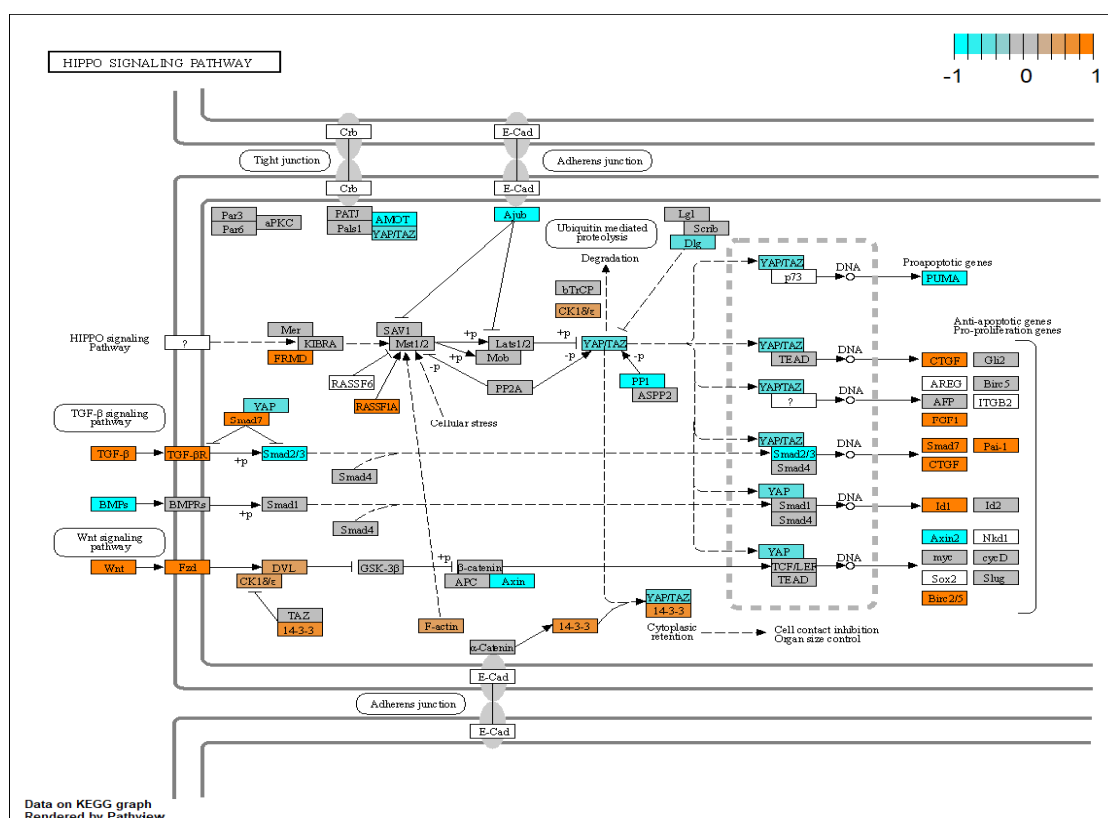 HIPPO SIGNALING PATHWAY
-1 0 1
Crb
E-Cad
Tight junction
Adherens junction
Crb
E-Cad
Par3
Par6
aPKC
PATJ
Pals1
AMOT
YAP/TAZ
Ajub
Ubiquitin mediated
proteolysis
Lgl
Scrib
Dlg
Degradation
bTrCP
CK1δ/ε
YAP/TAZ
p73
DNA
Proapoptotic genes
PUMA
HIPPO signaling
Pathway
?
Mer
KIBRA
FRMD
SAV1
Mst1/2
+p
+p
-p
Lats1/2
Mob
+p
-p
YAP/TAZ
-p
PP2A
PP1
ASPP2
RASSF6
RASSF1A
Cellular stress
YAP/TAZ
TEAD
DNA
YAP/TAZ
?
DNA
Anti-apoptotic genes
Pro-proliferation genes
CTGF
Gli2
AREG
Birc5
AFP
ITGB2
FGF1
TGF-β signaling
pathway
YAP
Smad7
TGF-β
TGF-βR
+p
Smad2/3
Smad4
YAP/TAZ
Smad2/3
Smad4
DNA
Smad7
Pai-1
CTGF
BMPs
BMPRs
+p
Smad1
Smad4
YAP
Smad1
Smad4
DNA
Id1
Id2
Wnt signaling
pathway
Wnt
Fzd
DVL
CK1δ/ε
GSK-3β
+p
β-catenin
APC
Axin
YAP
TCF/LEF
TEAD
DNA
Axin2
Nkd1
myc
cycD
Sox2
Slug
Birc2/5
TAZ
14-3-3
F-actin
α-Catenin
14-3-3
YAP/TAZ
14-3-3
Cytoplasic
retention
Cell contact inhibition
Organ size control
E-Cad
Adherens junction
E-Cad
Data on KEGG graph
Rendered by Pathview